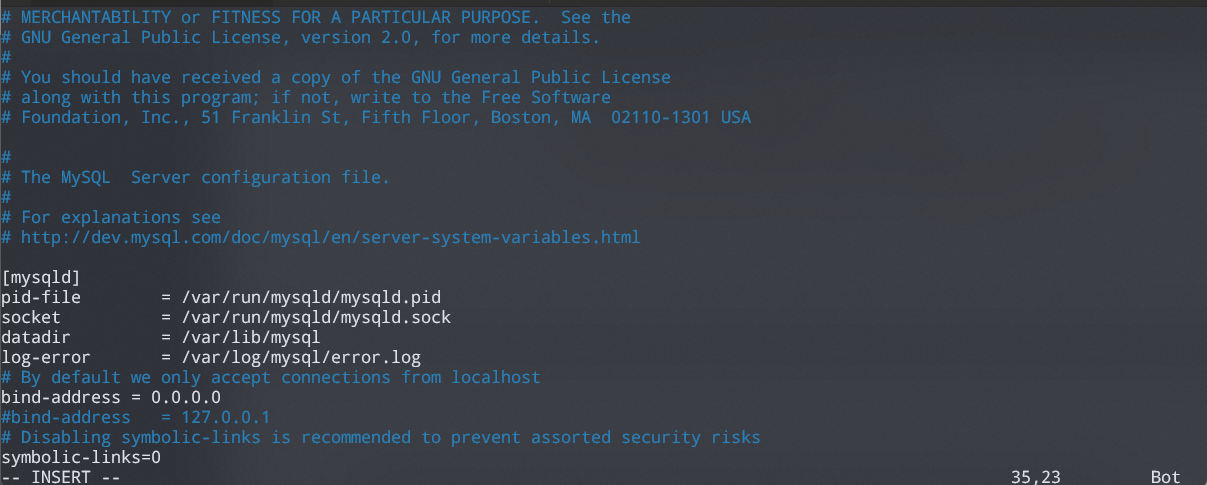 # MERCHANTABILITY or FITNESS FOR A PARTICULAR PURPOSE.  See the
# GNU General Public License, version 2.0, for more details.
#
# You should have received a copy of the GNU General Public License
# along with this program; if not, write to the Free Software
# Foundation, Inc., 51 Franklin St, Fifth Floor, Boston, MA  02110-1301 USA
#
# The MySQL  Server configuration file.
#
# For explanations see
# http://dev.mysql.com/doc/mysql/en/server-system-variables.html
[mysqld]
pid-file        = /var/run/mysqld/mysqld.pid
socket          = /var/run/mysqld/mysqld.sock
datadir         = /var/lib/mysql
log-error       = /var/log/mysql/error.log
# By default we only accept connections from localhost
bind-address = 0.0.0.0
#bind-address   = 127.0.0.1
# Disabling symbolic-links is recommended to prevent assorted security risks
symbolic-links=0
-- INSERT --                                                                                         35,23         Bot